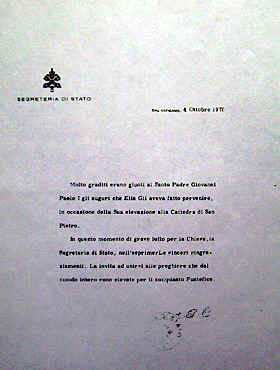 SEGRETERIA DI STATO
DAL VATICANO, 4 Ottobre 1978
Molto graditi erano giunti al Santo Padre Giovanni
Paolo I gli auguri che Ella Gli aveva fatto pervenire,
in occasione della Sua elevazione alla Cattedra di San
Pietro.
In questo momento di grave lutto per la Chiesa, la
Segreteria di Stato, nell'esprimerLe sinceri ringra-
ziamenti, La invita ad unirsi alle preghiere che dal
mondo intero sono elevate per il compianto Pontefice.